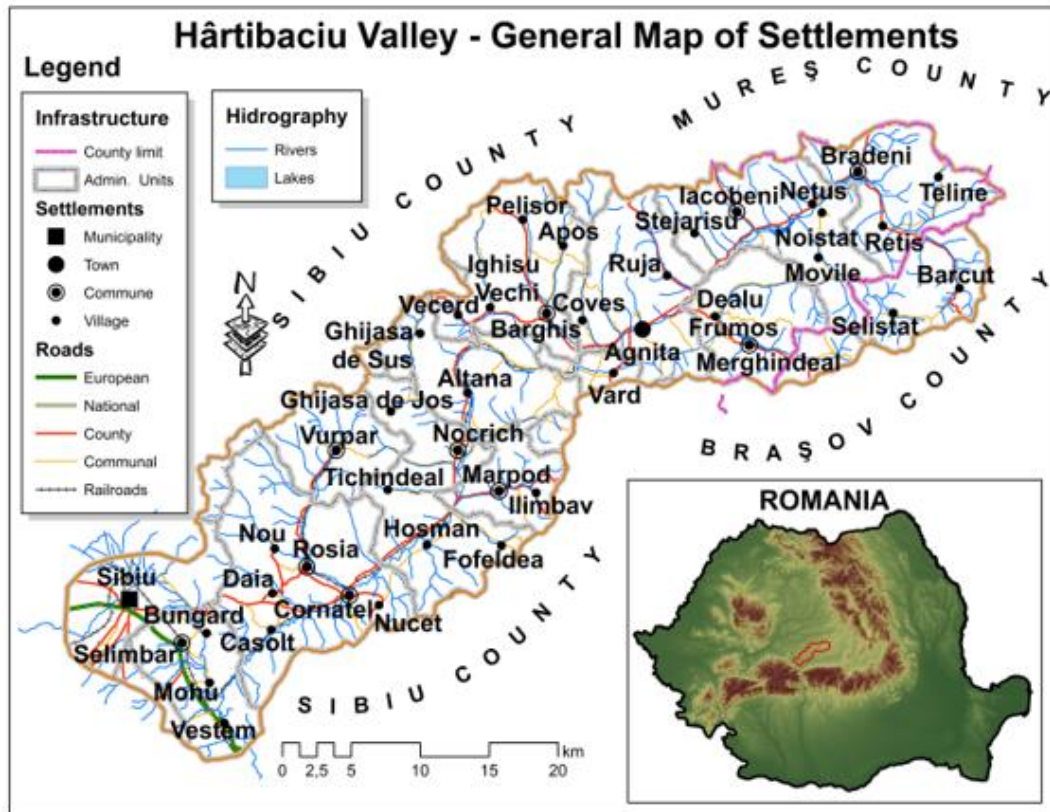 Hârtibaciu Valley - General Map of Settlements
Legend
Infrastructure
County limit
Admin. Units
Settlements
Municipality
Town
Commune
Village
Roads
European
National
County
Communal
Railroads
Hidrography
Rivers
Lakes
N
SIBIU COUNTY
MUREŞ COUNTY
BRAŞOV COUNTY
SIBIU COUNTY
Bradeni
Teline
Iacobeni
Netus
Stejarisu
Noistat
Retis
Movile
Barcut
Pelisor
Apos
Ruja
Ighisu
Vechi
Vecerd
Coves
Barghis
Dealu
Frumos
Selistat
Ghijasa
de Sus
Agnita
Merghindeal
Altana
Vard
Ghijasa de Jos
Vurpar
Nocrich
Tichindeal
Marpod
Ilimbav
Nou
Hosman
Rosia
Fofeldea
Sibiu
Daia
Bungard
Cornatel
Nucet
Selimbar
Casolt
Mohu
Vestem
km
0 2,5 5 10 15 20
ROMANIA